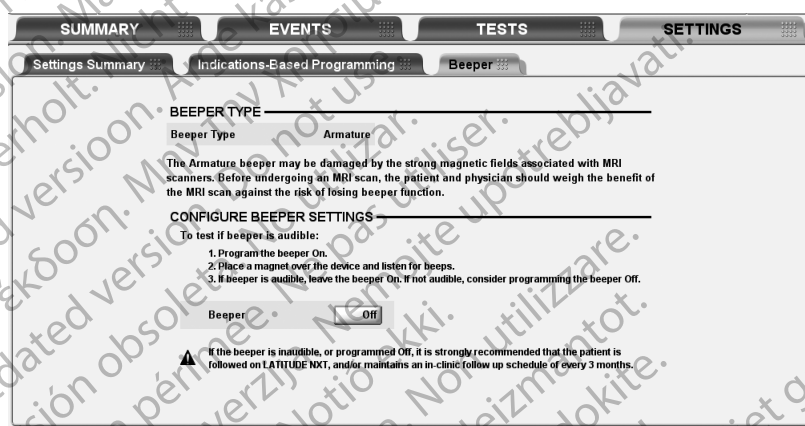 SUMMARY EVENTS TESTS SETTINGS
Settings Summary Indications-Based Programming Beeper
BEEPER TYPE
Beeper Type Armature
The Armature beeper may be damaged by the strong magnetic fields associated with MRI
scanners. Before undergoing an MRI scan, the patient and physician should weigh the benefit of
the MRI scan against the risk of losing beeper function.
CONFIGURE BEEPER SETTINGS
To test if beeper is audible:
1. Program the beeper On.
2. Place a magnet over the device and listen for beeps.
3. If beeper is audible, leave the beeper On. If not audible, consider programming the beeper Off.
Beeper Off
If the beeper is inaudible, or programmed Off, it is strongly recommended that the patient is
followed on LATITUDE NXT, and/or maintains an in-clinic follow up schedule of every 3 months.